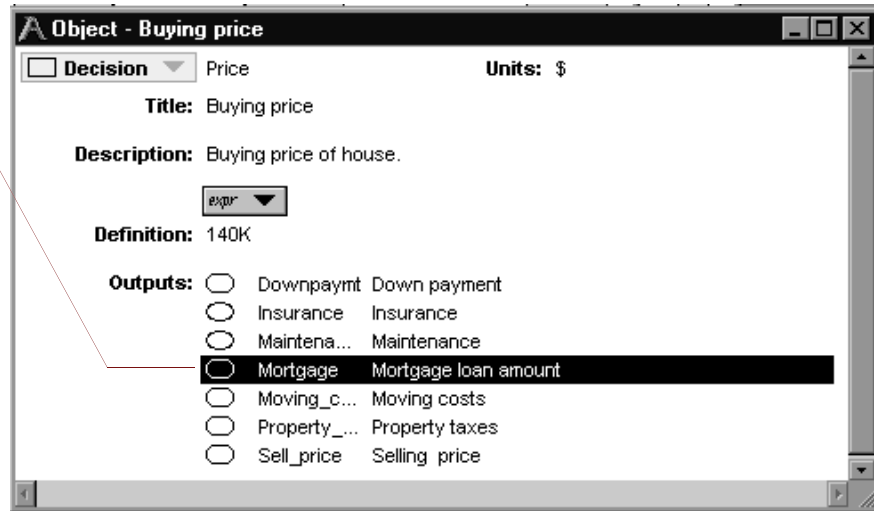 Object - Buying price
Decision Price Units: $
Title: Buying price
Description: Buying price of house.
expr
Definition: 140K
Outputs: Downpaymt Down payment
Insurance Insurance
Maintena... Maintenance
Mortgage Mortgage loan amount
Moving_c... Moving costs
Property_... Property taxes
Sell_price Selling price